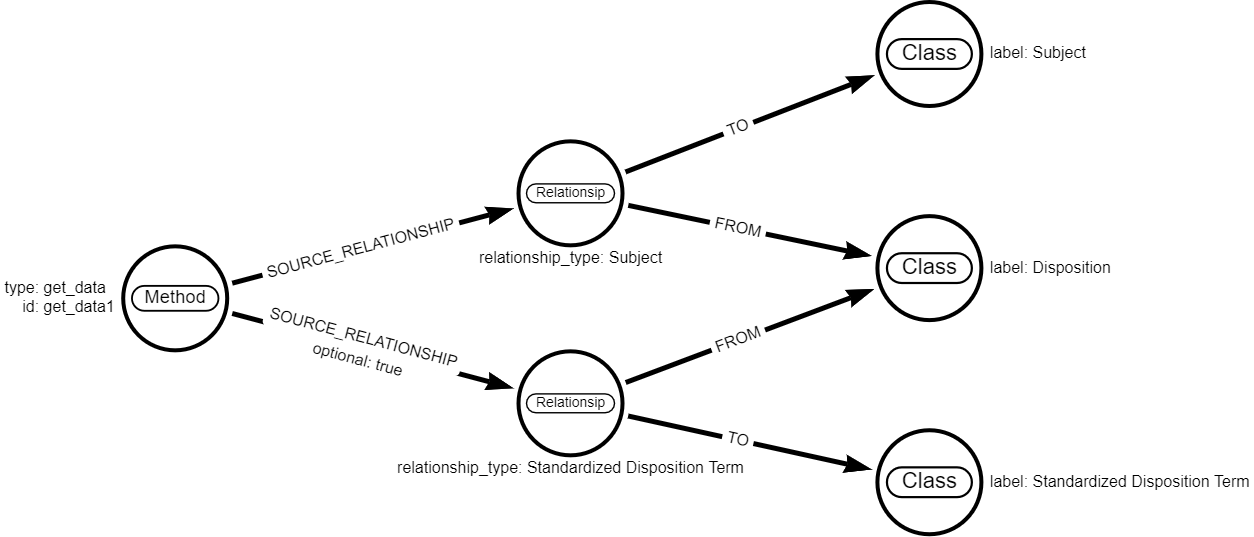 Class
label: Subject
TO
Relationsip
relationship_type: Subject
SOURCE_RELATIONSHIP
FROM
Class
label: Disposition
type: get_data
id: get_data1
Method
SOURCE_RELATIONSHIP
optional: true
FROM
Relationsip
relationship_type: Standardized Disposition Term
TO
Class
label: Standardized Disposition Term